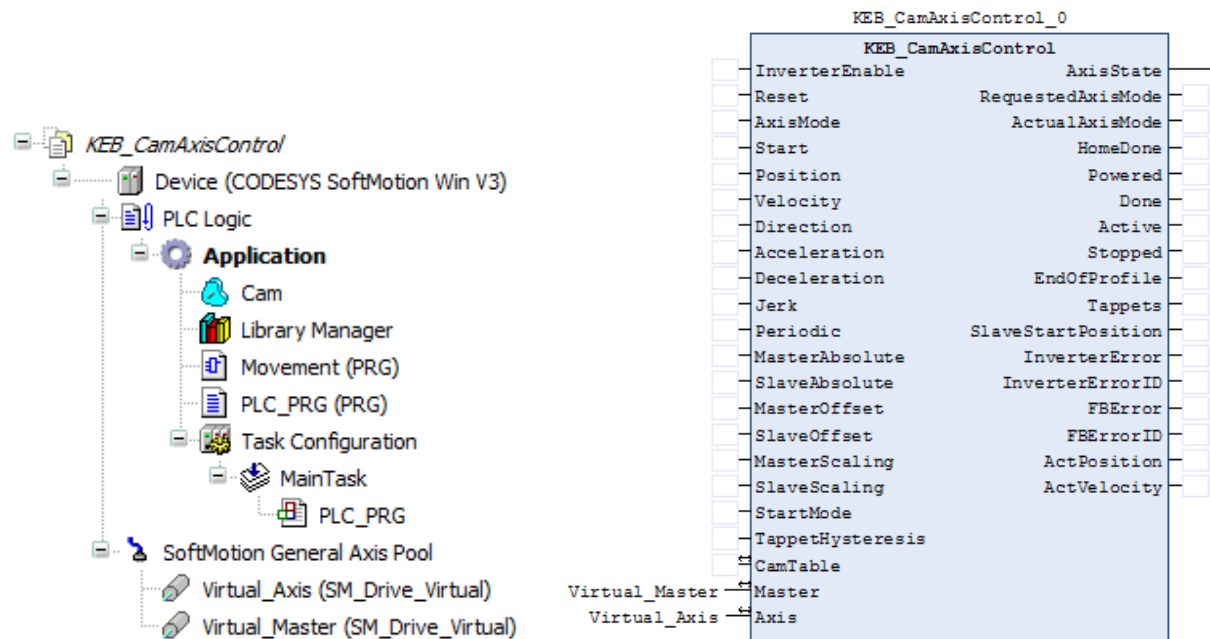 KEB_CamAxisControl
Device (CODESYS SoftMotion Win V3)
PLC Logic
Application
Cam
Library Manager
Movement (PRG)
PLC_PRG (PRG)
Task Configuration
MainTask
PLC_PRG
SoftMotion General Axis Pool
Virtual_Axis (SM_Drive_Virtual)
Virtual_Master (SM_Drive_Virtual)
KEB_CamAxisControl_0
KEB_CamAxisControl
InverterEnable AxisState
Reset RequestedAxisMode
AxisMode ActualAxisMode
Start HomeDone
Position Powered
Velocity Done
Direction Active
Acceleration Stopped
Deceleration EndOfProfile
Jerk Tappets
Periodic SlaveStartPosition
MasterAbsolute InverterError
SlaveAbsolute InverterErrorID
MasterOffset FBError
SlaveOffset FBErrorID
MasterScaling ActPosition
SlaveScaling ActVelocity
StartMode
TappetHysteresis
CamTable
Virtual_Master Master
Virtual_Axis Axis